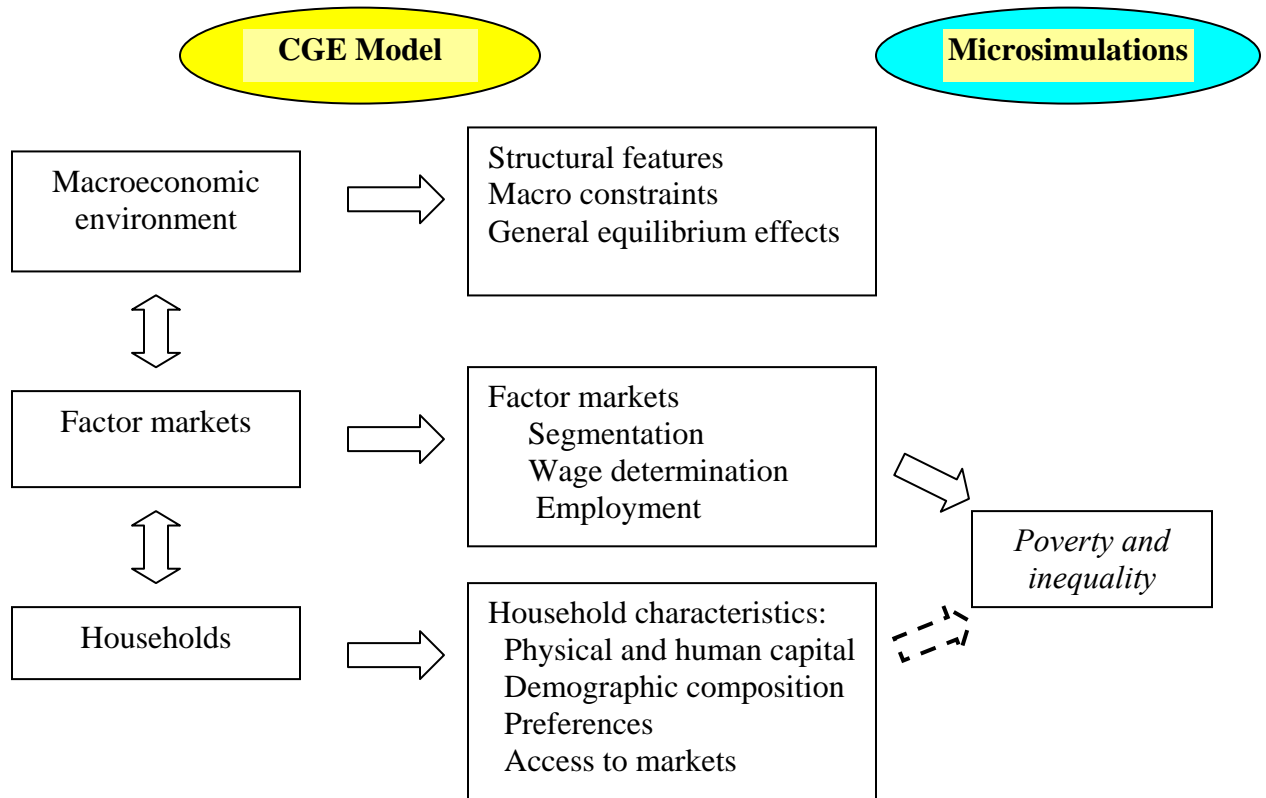 CGE Model
Microsimulations
Macroeconomic
environment
Structural features
Macro constraints
General equilibrium effects
Factor markets
Factor markets
Segmentation
Wage determination
Employment
Poverty and
inequality
Households
Household characteristics:
Physical and human capital
Demographic composition
Preferences
Access to markets